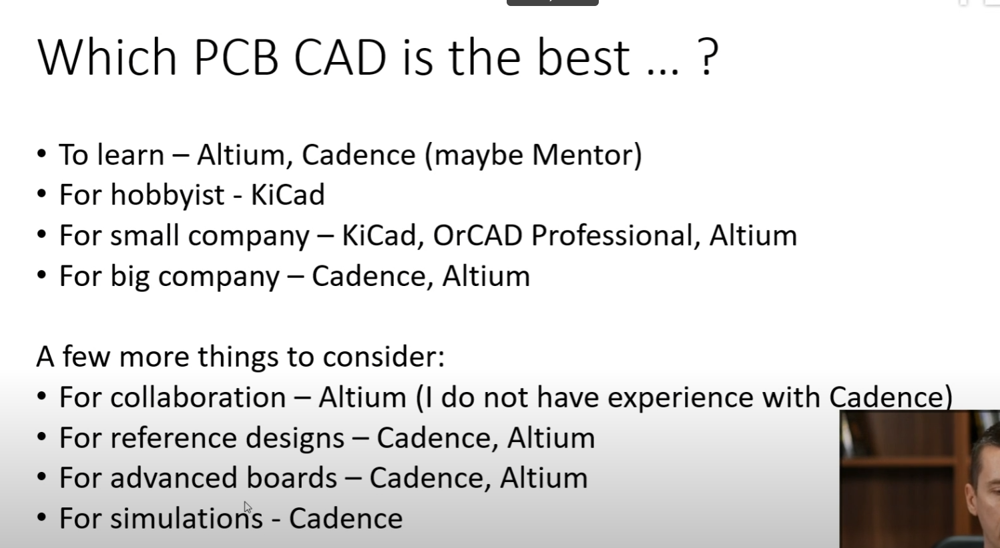 Which PCB CAD is the best ... ?
• To learn – Altium, Cadence (maybe Mentor)
• For hobbyist - KiCad
• For small company – KiCad, OrCAD Professional, Altium
• For big company – Cadence, Altium
A few more things to consider:
• For collaboration – Altium (I do not have experience with Cadence)
• For reference designs – Cadence, Altium
• For advanced boards – Cadence, Altium
• For simulations - Cadence